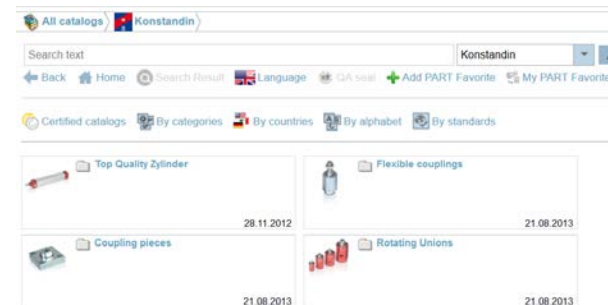 All catalogs Konstandin
Search text Konstandin
Back Home Search Result Language QA seal Add PART Favorite My PART Favorite
Certified catalogs By categories By countries By alphabet By standards
Top Quality Zylinder Flexible couplings
28.11.2012 21.08.2013
Coupling pieces Rotating Unions
21.08.2013 21.08.2013